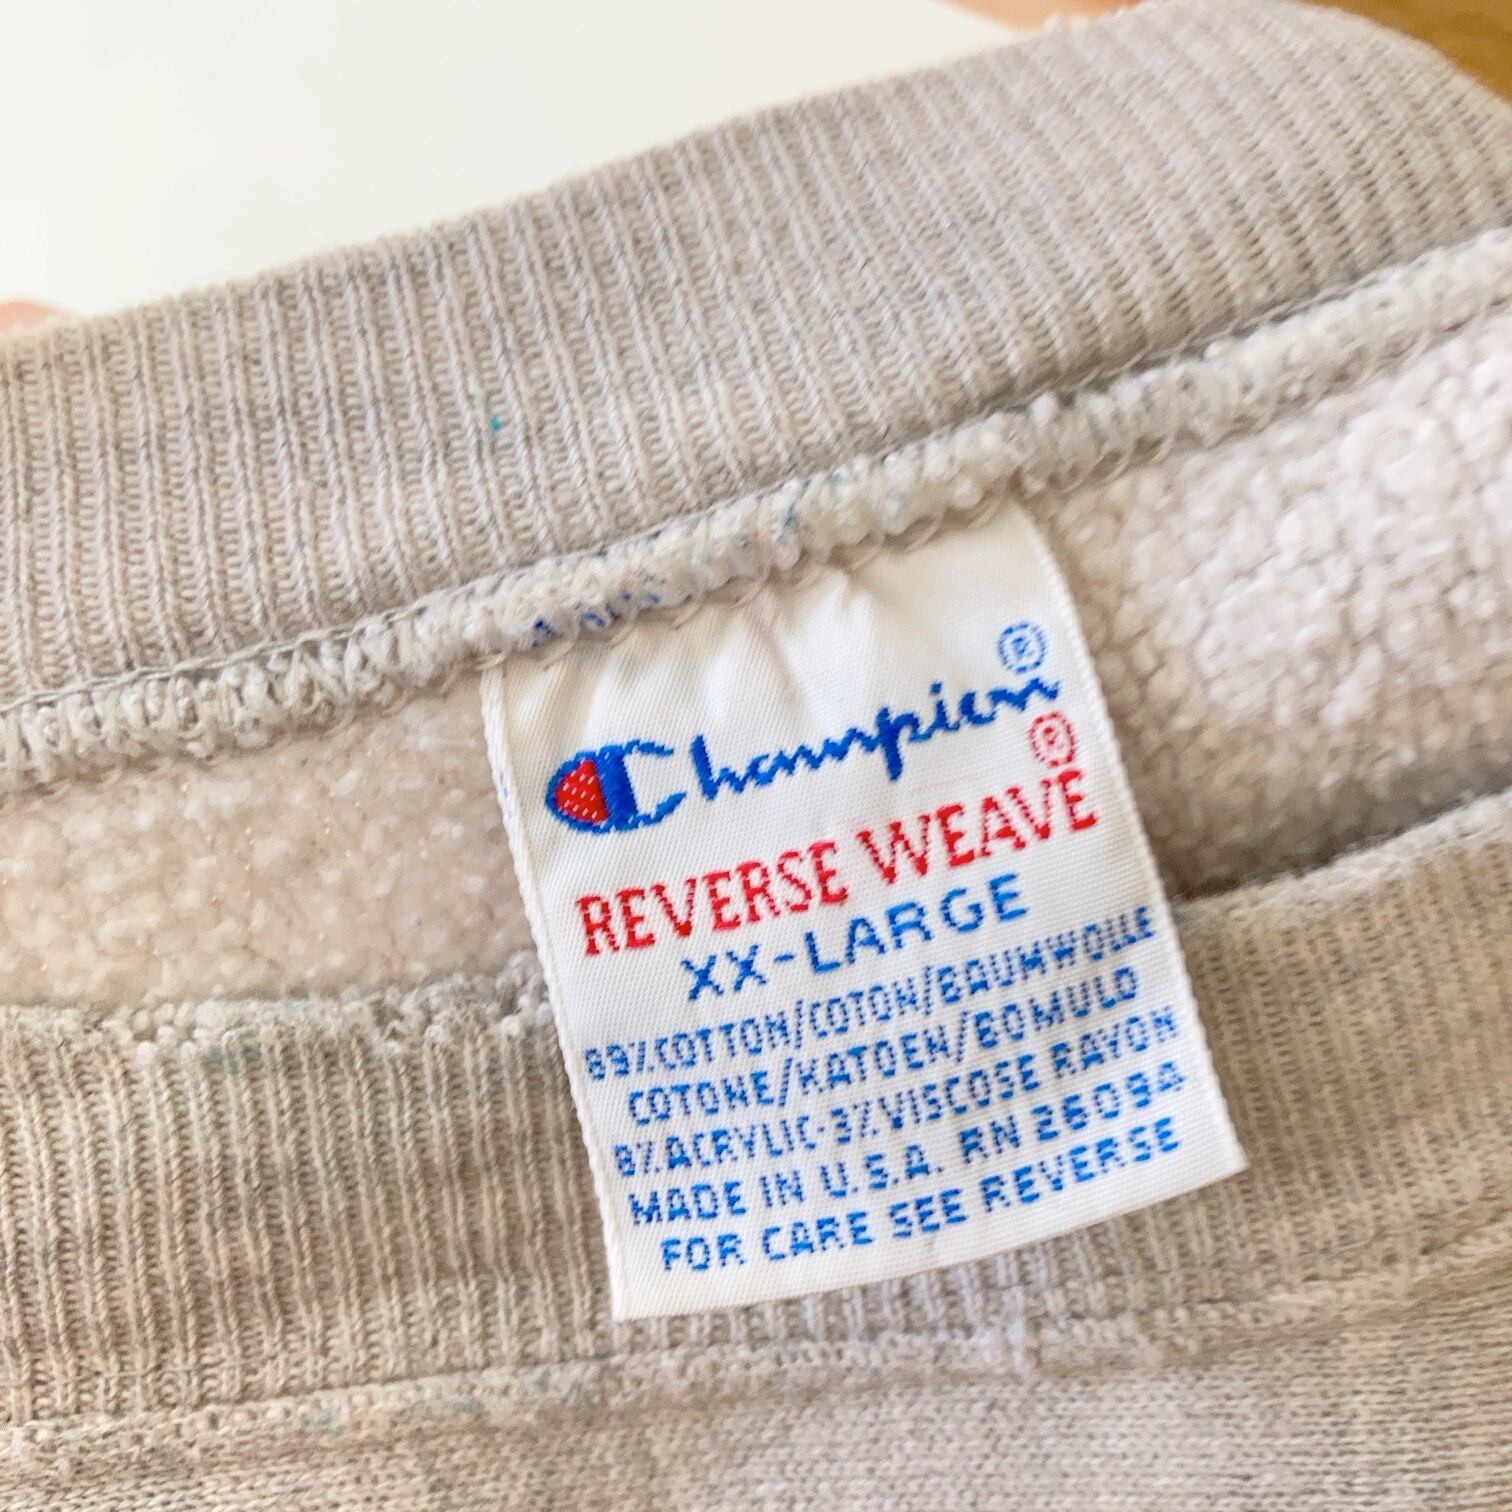 Champion®
REVERSE WEAVE®
XX-LARGE
89%COTTON/COTON/BAUMWOLLE
COTONE/KATOEN/BOMULD
8%ACRYLIC·3%VISCOSE RAYON
MADE IN U.S.A. RN 26094
FOR CARE SEE REVERSE